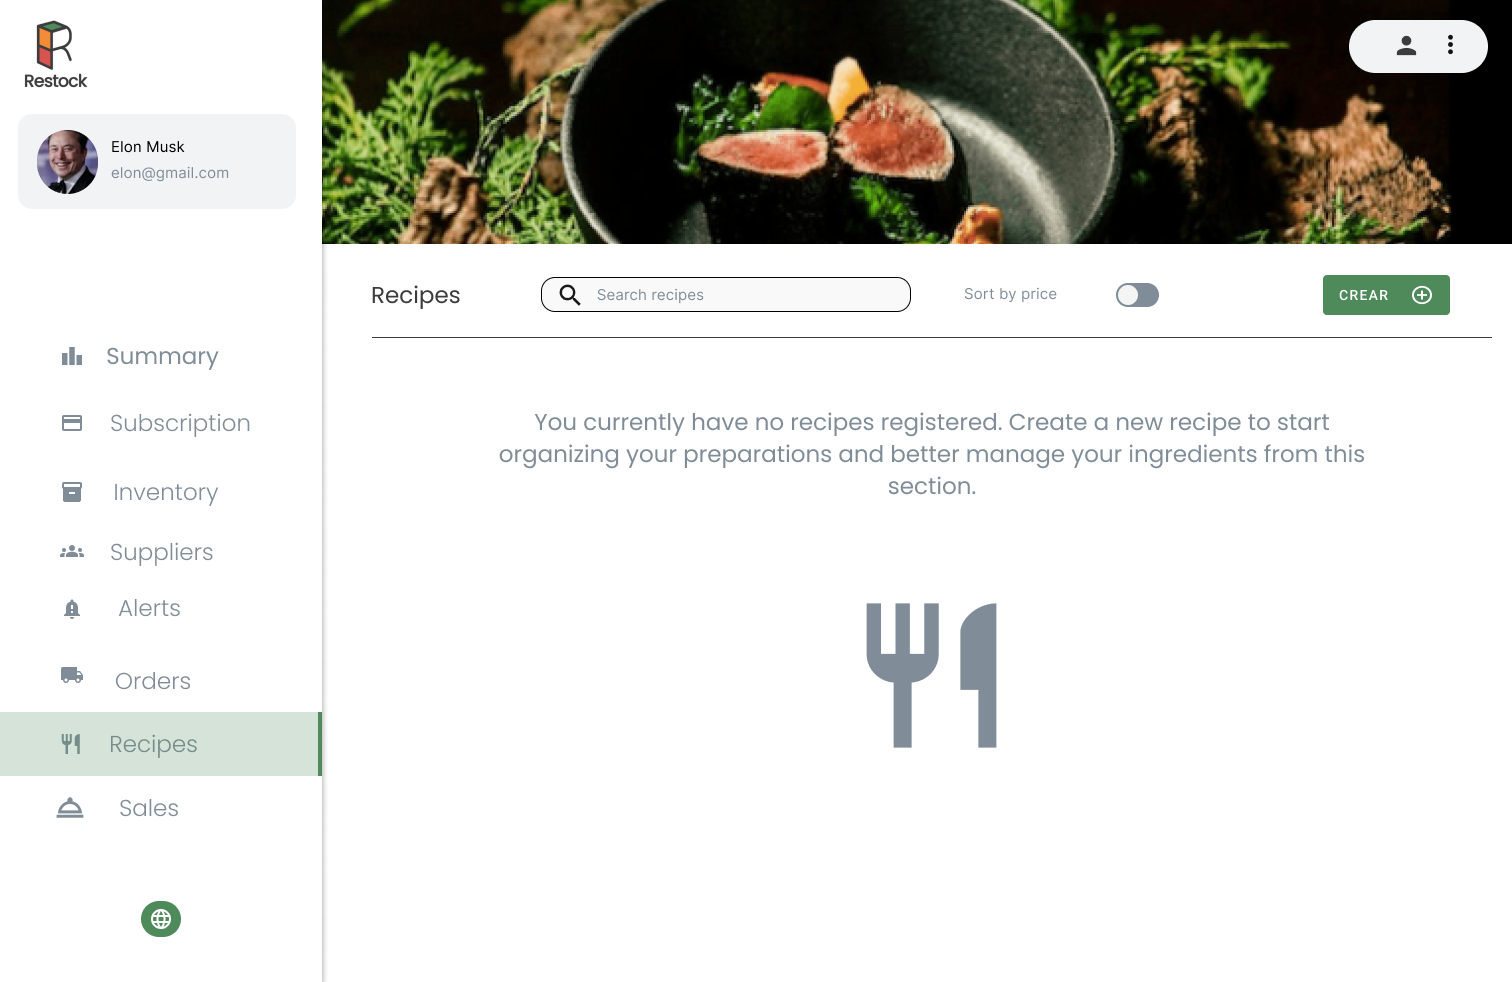 Restock
Elon Musk
elon@gmail.com
Summary
Subscription
Inventory
Suppliers
Alerts
Orders
Recipes
Sales
Recipes
Search recipes
Sort by price
CREAR
You currently have no recipes registered. Create a new recipe to start
organizing your preparations and better manage your ingredients from this
section.